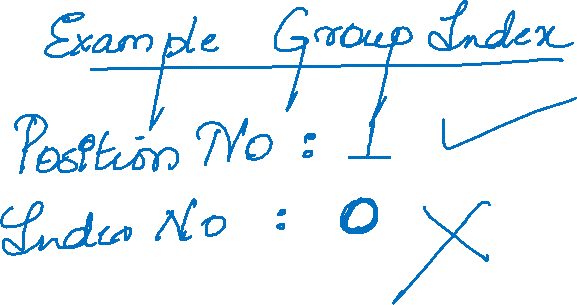 Example Group Index
Position No : 1 ✓
Index No : 0 ✗